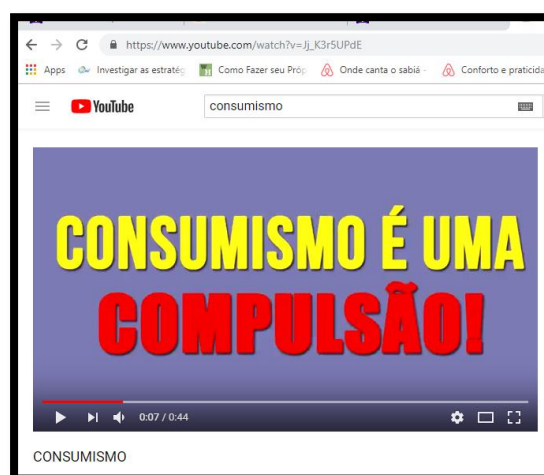 https://www.youtube.com/watch?v=Jj_K3r5UPdE
Apps Investigar as estratég Como Fazer seu Próp Onde canta o sabiá - Conforto e praticida
YouTube consumismo
CONSUMISMO É UMA
COMPULSÃO!
0:07 / 0:44
CONSUMISMO